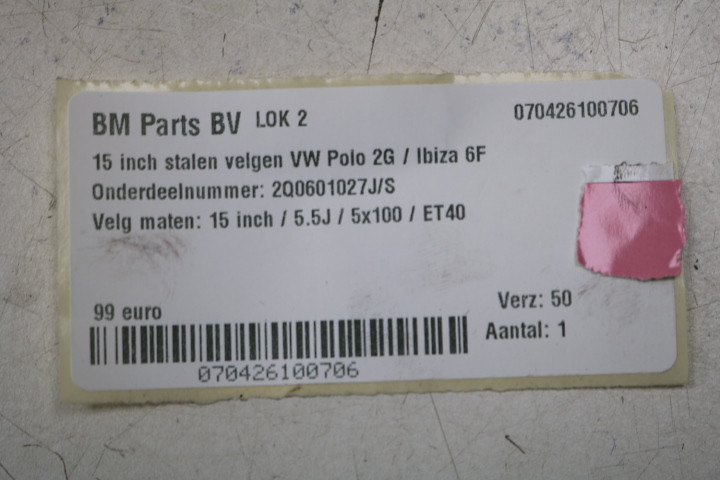 BM Parts BV LOK 2 070426100706
15 inch stalen velgen VW Polo 2G / Ibiza 6F
Onderdeelnummer: 2Q0601027J/S
Velg maten: 15 inch / 5.5J / 5x100 / ET40
99 euro Verz: 50
Aantal: 1
070426100706